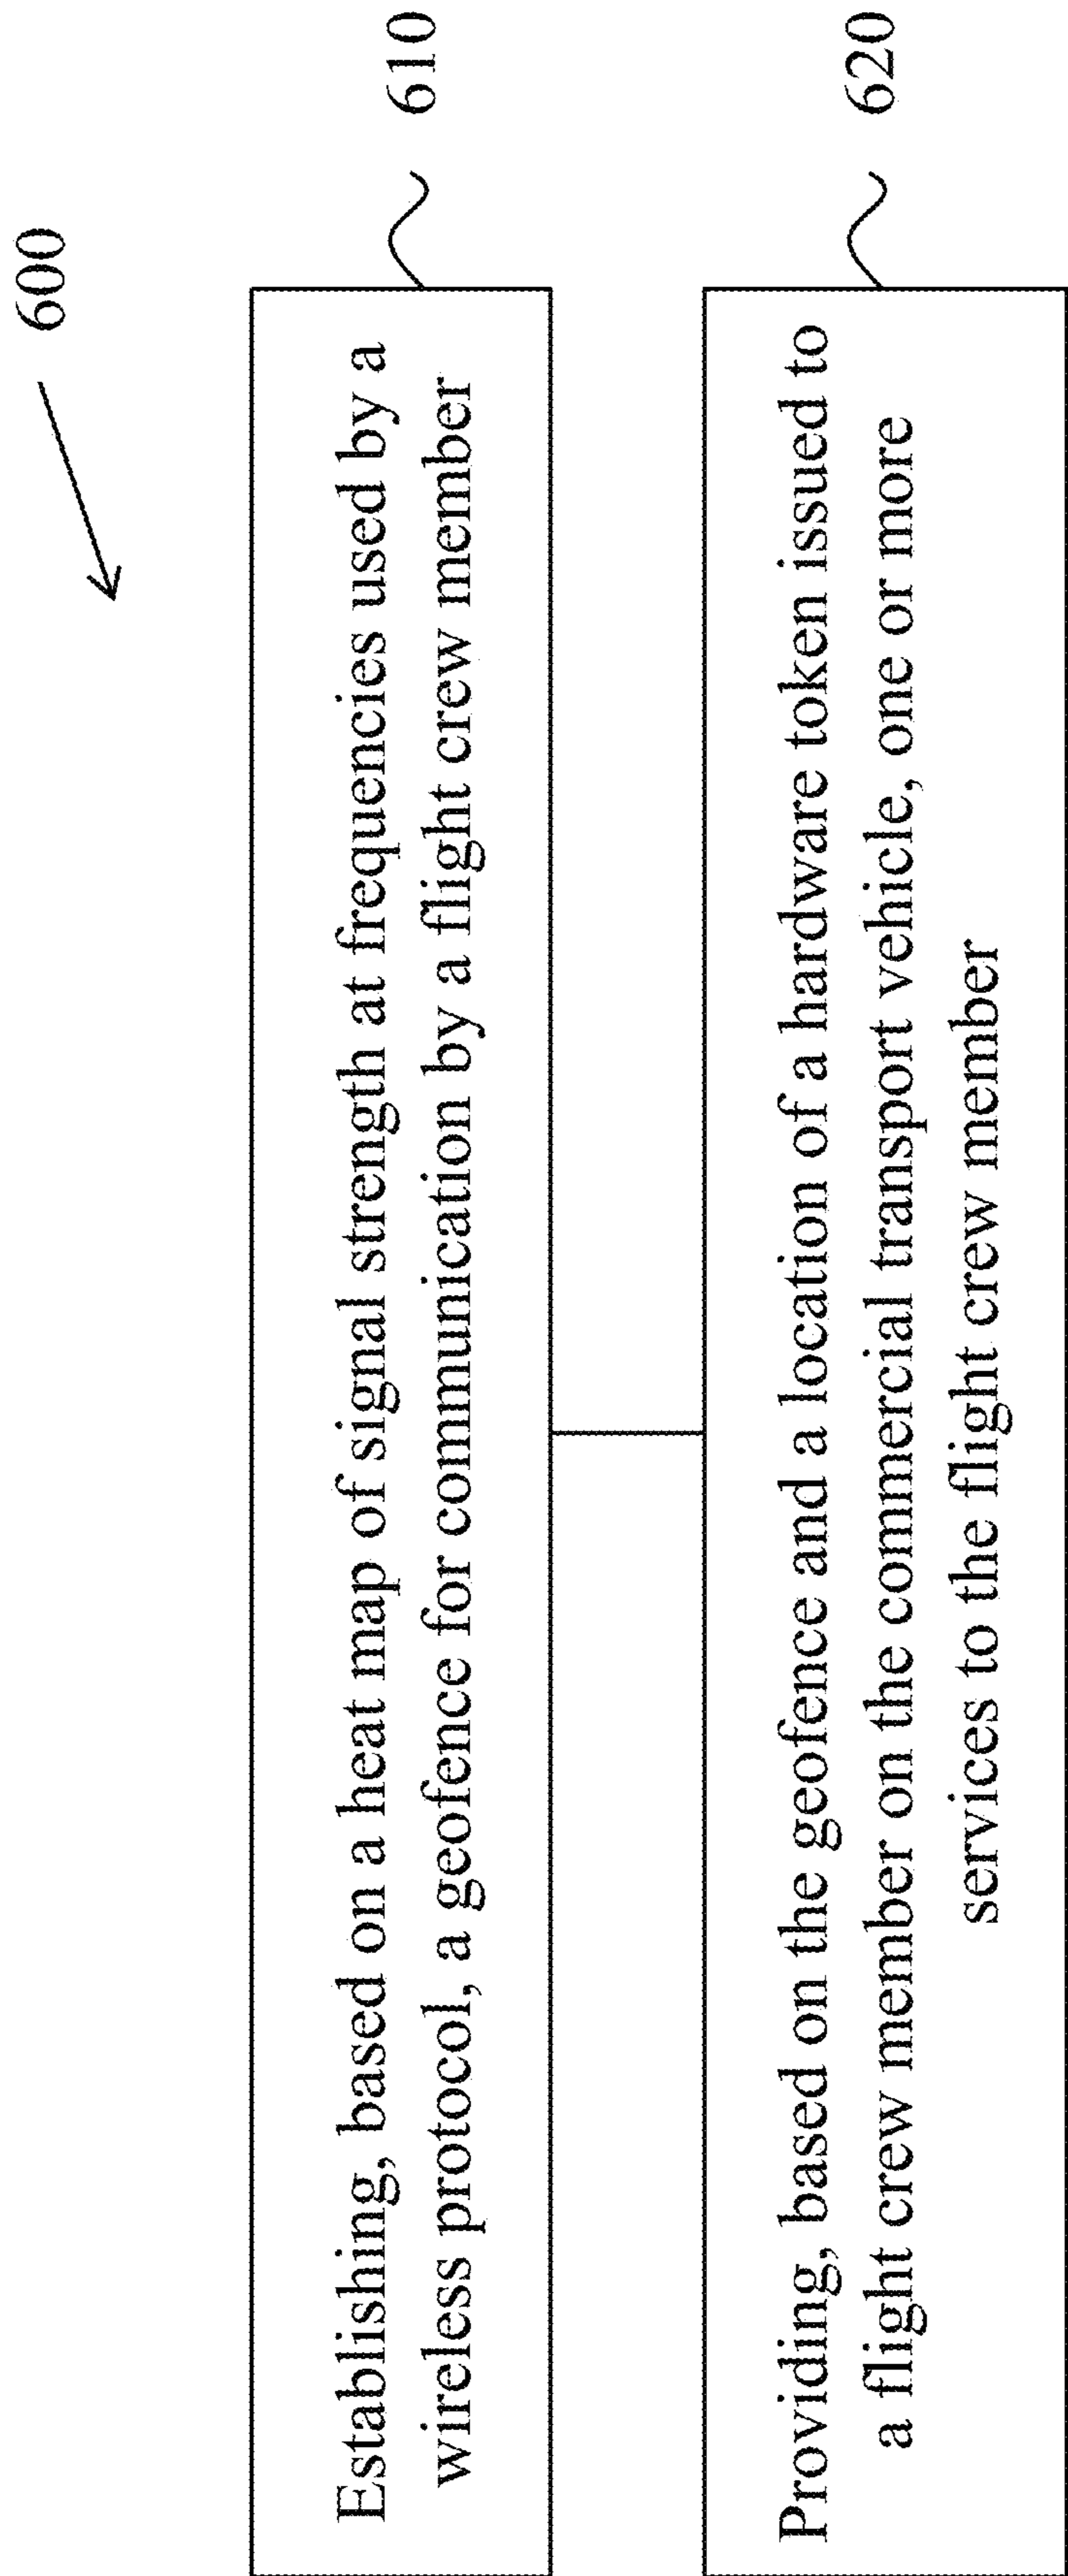 600
Establishing, based on a heat map of signal strength at frequencies used by a
wireless protocol, a geofence for communication by a flight crew member
610
Providing, based on the geofence and a location of a hardware token issued to
a flight crew member on the commercial transport vehicle, one or more
services to the flight crew member
620